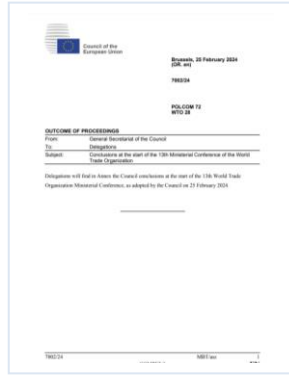 Council of the
European Union
Brussels, 25 February 2024
(OR. en)
7002/24
POLCOM 72
WTO 28
OUTCOME OF PROCEEDINGS
From: General Secretariat of the Council
To: Delegations
Subject: Conclusions at the start of the 13th Ministerial Conference of the World
Trade Organization
Delegations will find in Annex the Council conclusions at the start of the 13th World Trade
Organization Ministerial Conference, as adopted by the Council on 25 February 2024
7002/24 1